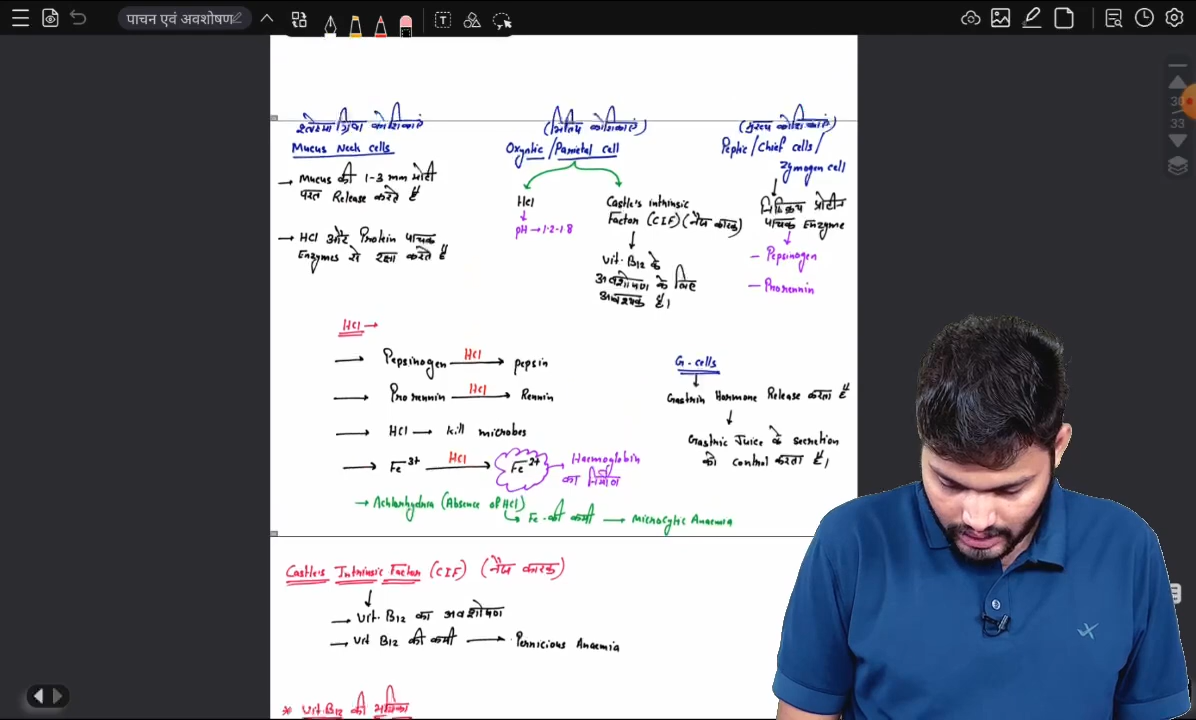 पाचन एवं अवशोषण
श्लेष्मा ग्रीवा कोशिकाएं
Mucus Neck cells
→ Mucus की 1-3 mm मोटी
परत Release करते हैं
→ HCl और Protein पाचक
Enzymes से रक्षा करते हैं
(भित्तिय कोशिकाएं)
Oxyntic / Parietal cell
HCl
pH → 1.2-1.8
Castle's intrinsic
Factor (CIF) (नैज कारक)
Vit. B12 के
अवशोषण के लिए
आवश्यक है।
(मुख्य कोशिकाएं)
Peptic / Chief cells /
Zymogen cell
निष्क्रिय प्रोटीन
पाचक Enzyme
- Pepsinogen
- Prorennin
HCl →
→ Pepsinogen HCl → pepsin
→ Prorennin HCl → Rennin
→ HCl → kill microbes
→ Fe3+ HCl → Fe2+ → Haemoglobin
का निर्माण
→ Achlorhydria (Absence of HCl)
Fe-की कमी → Microcytic Anaemia
G-cells
Gastrin Hormone Release करता है
Gastric Juice के secretion
को control करता है।
Castle's Intrinsic Factor (CIF) (नैज कारक)
→ Vit. B12 का अवशोषण
→ Vit B12 की कमी → Pernicious Anaemia
* Vit. B12 की भूमिका
33